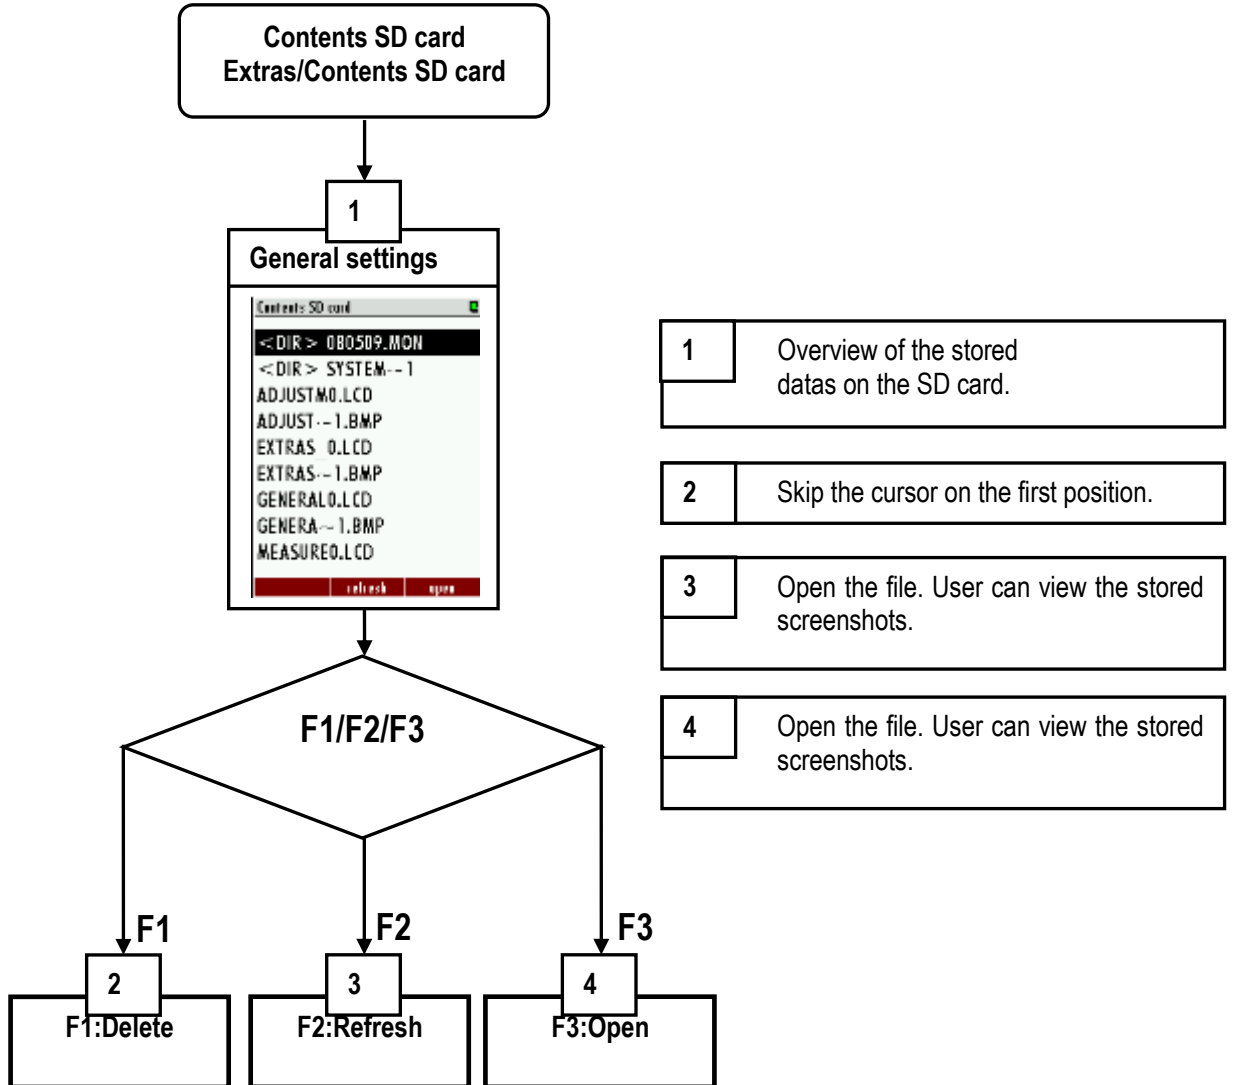 Contents SD card
Extras/Contents SD card
1
General settings
Contents SD card
<DIR> 080509.MON
<DIR> SYSTEM--1
ADJUSTM0.LCD
ADJUST--1.BMP
EXTRAS_0.LCD
EXTRAS--1.BMP
GENERAL0.LCD
GENERA~1.BMP
MEASURE0.LCD
refresh open
1 Overview of the stored
datas on the SD card.
2 Skip the cursor on the first position.
3 Open the file. User can view the stored
screenshots.
4 Open the file. User can view the stored
screenshots.
F1/F2/F3
F1 F2 F3
2 3 4
F1:Delete F2:Refresh F3:Open